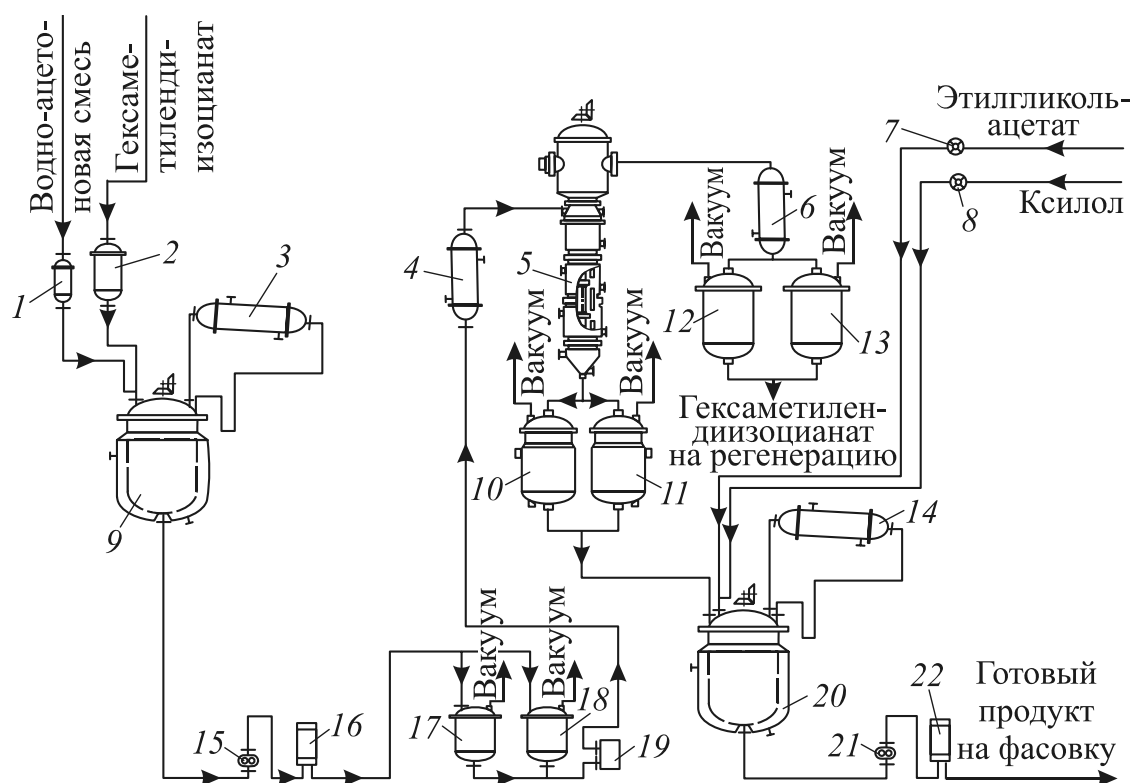 Водно-ацето-
новая смесь
Гексаме-
тиленди-
изоцианат
1
2
3
4
5
6
Вакуум
Вакуум
Этилгликоль-
ацетат
7
8
Ксилол
12
13
Гексаметилен-
диизоцианат
на регенерацию
Вакуум
Вакуум
9
10
11
14
Вакуум
Вакуум
15
16
17
18
19
20
21
22
Готовый
продукт
на фасовку